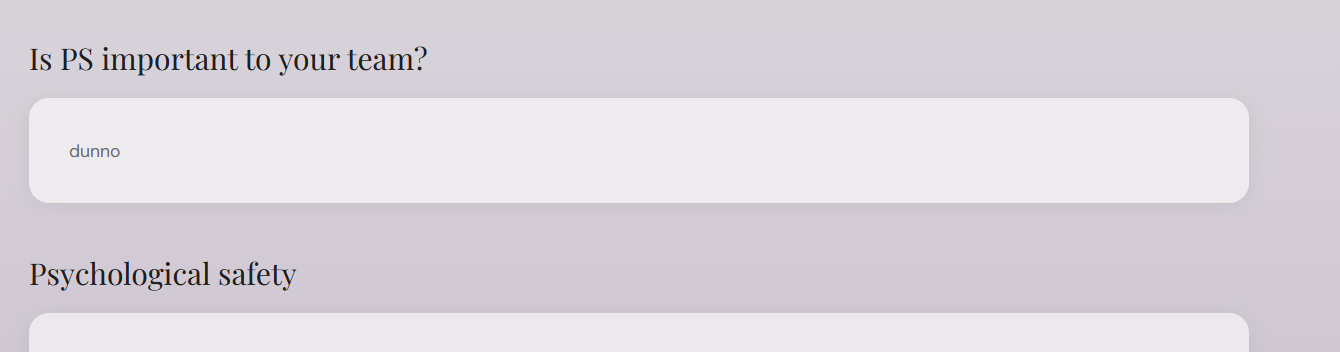 Is PS important to your team?
dunno
Psychological safety